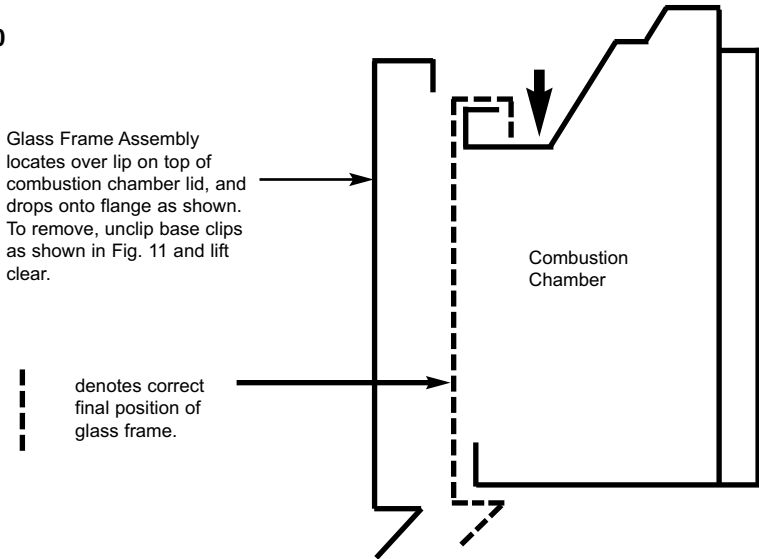 Glass Frame Assembly
locates over lip on top of
combustion chamber lid, and
drops onto flange as shown.
To remove, unclip base clips
as shown in Fig. 11 and lift
clear.
Combustion
Chamber
denotes correct
final position of
glass frame.